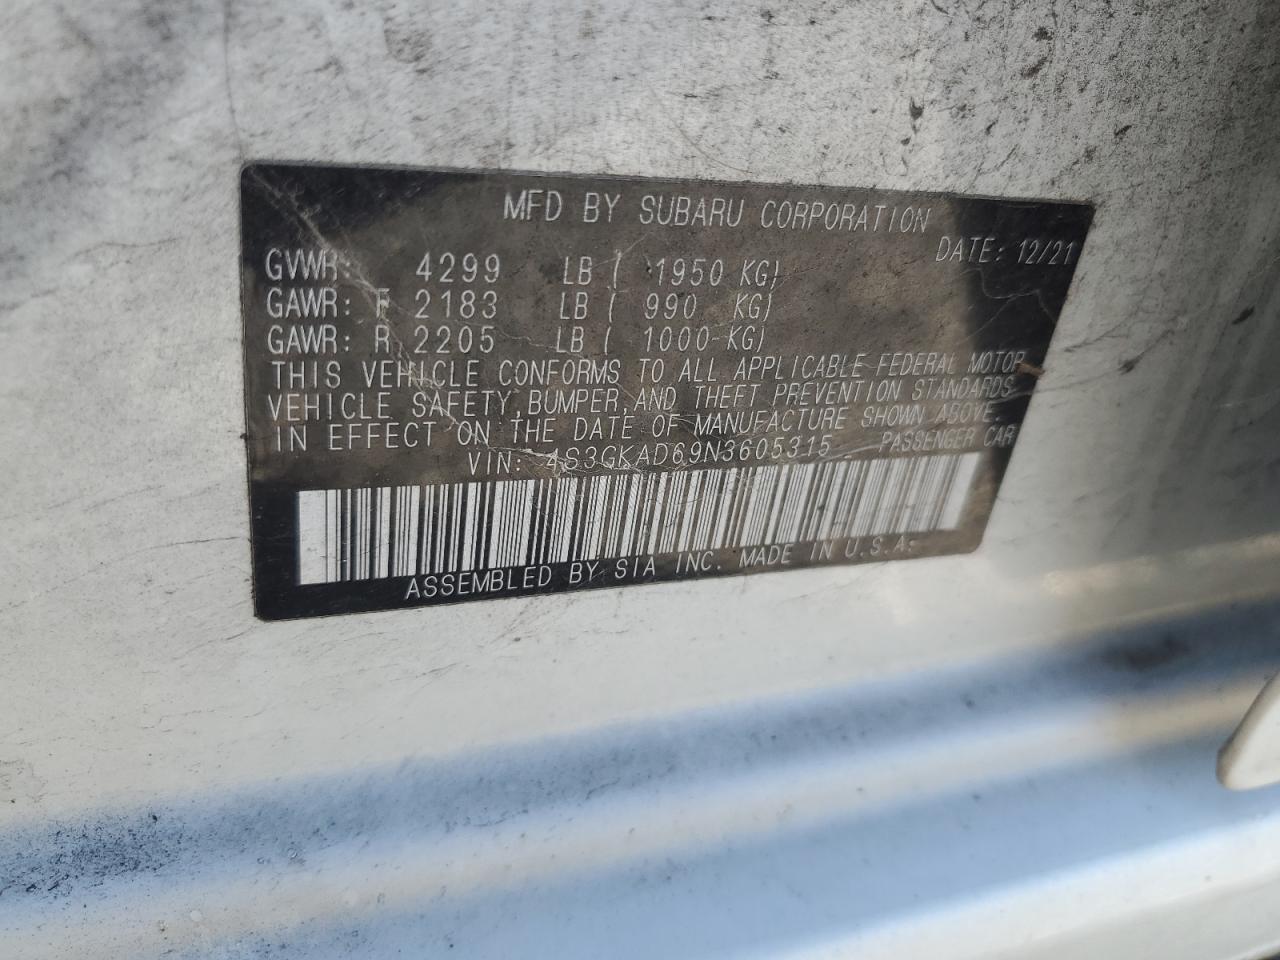 MFD BY SUBARU CORPORATION
DATE: 12/21
GVWR: 4299 LB ( 1950 KG)
GAWR: F 2183 LB ( 990 KG)
GAWR: R 2205 LB ( 1000 KG)
THIS VEHICLE CONFORMS TO ALL APPLICABLE FEDERAL MOTOR
VEHICLE SAFETY, BUMPER, AND THEFT PREVENTION STANDARDS
IN EFFECT ON THE DATE OF MANUFACTURE SHOWN ABOVE.
VIN: 4S3GKAD69N3605315 PASSENGER CAR
ASSEMBLED BY SIA INC. MADE IN U.S.A.